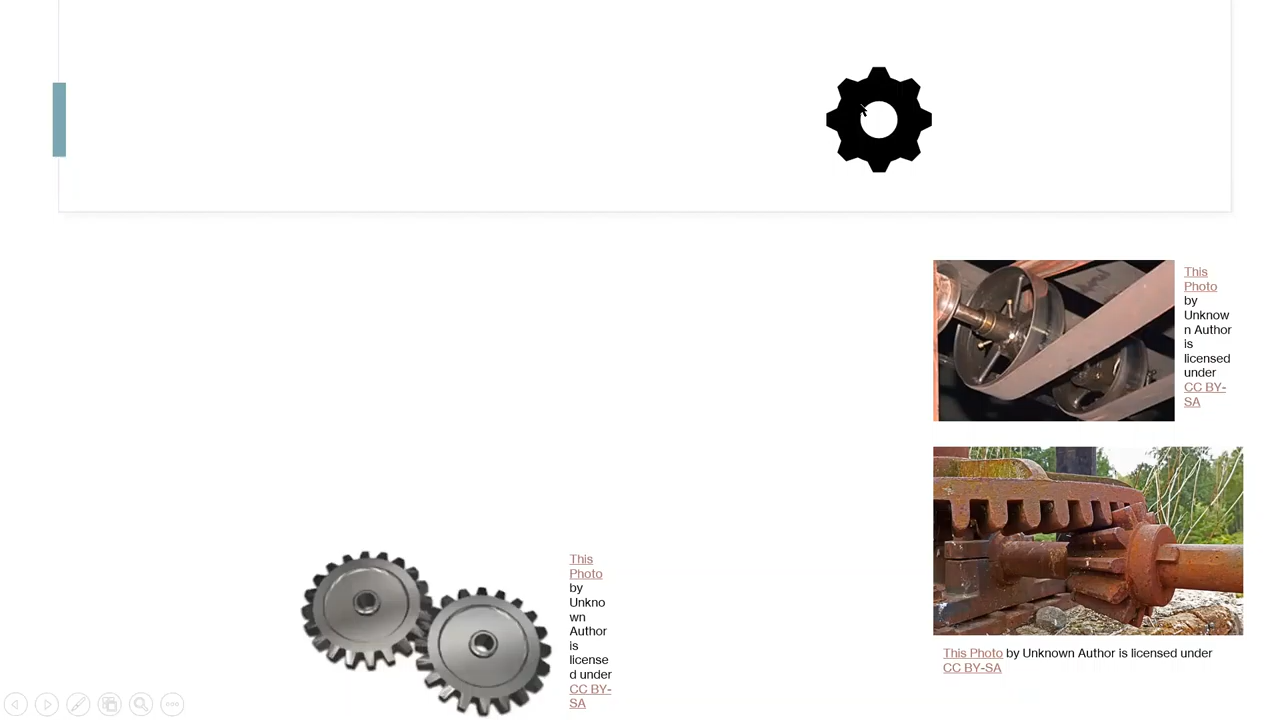 This
Photo
by
Unknow
n Author
is
licensed
under
CC BY-
SA
This
Photo
by
Unkno
wn
Author
is
license
d under
CC BY-
SA
This Photo by Unknown Author is licensed under
CC BY-SA